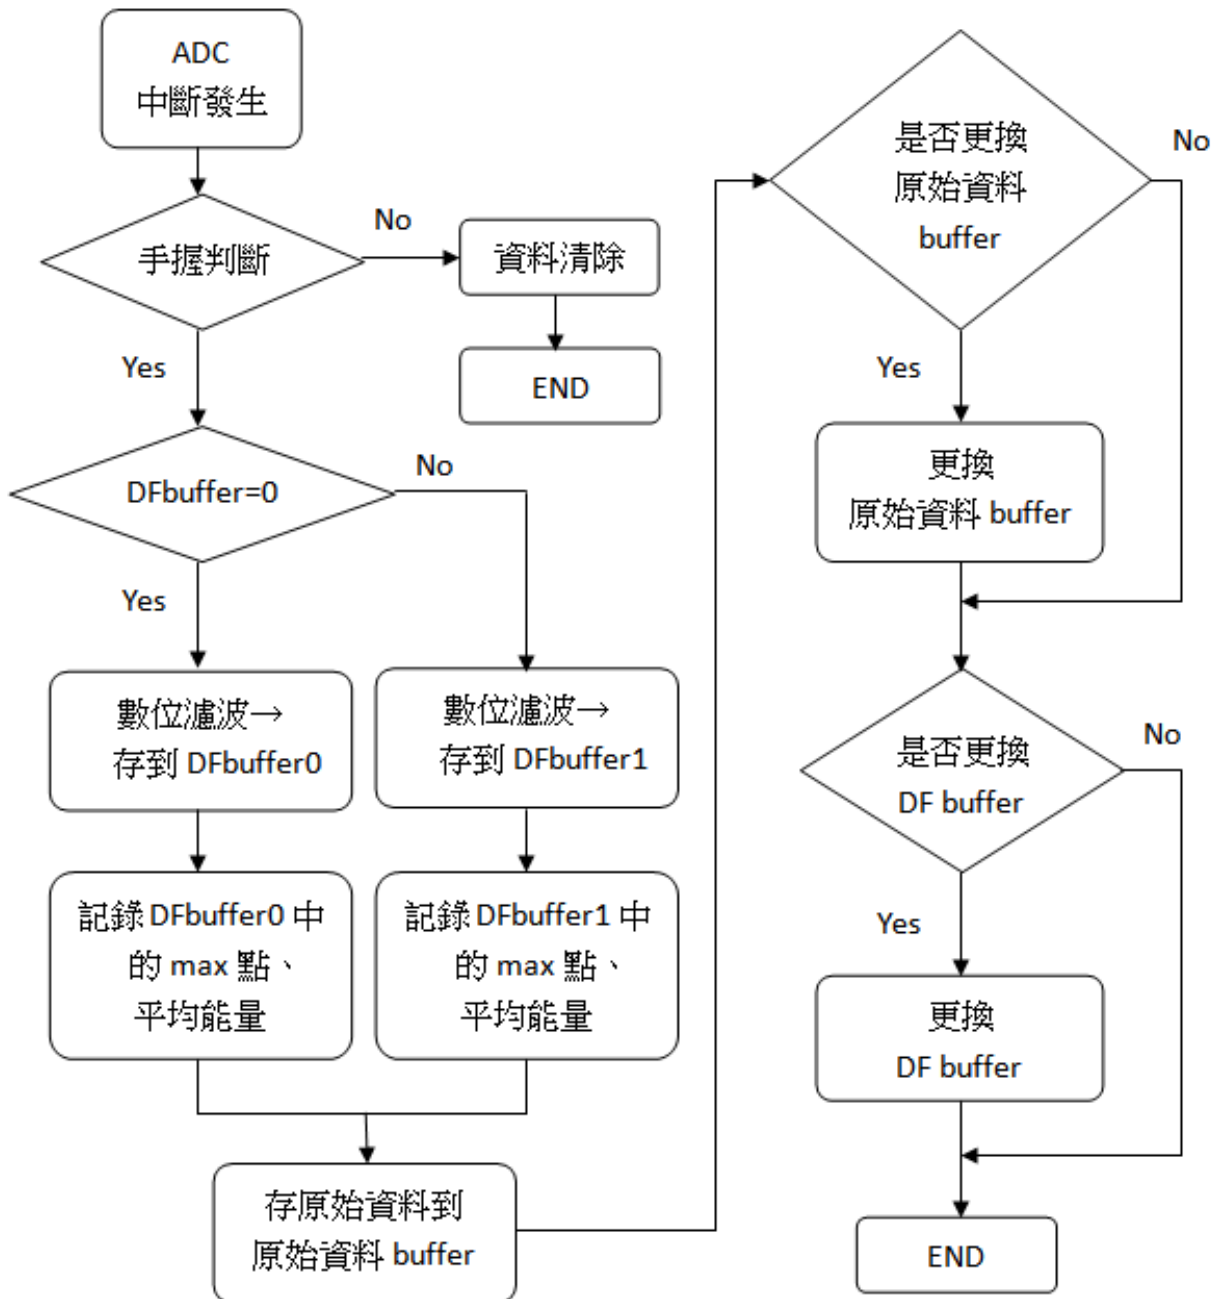 ADC
中斷發生
手握判斷
No
資料清除
END
Yes
DFbuffer=0
No
Yes
數位濾波→
存到 DFbuffer0
數位濾波→
存到 DFbuffer1
記錄 DFbuffer0 中
的 max 點、
平均能量
記錄 DFbuffer1 中
的 max 點、
平均能量
存原始資料到
原始資料 buffer
是否更換
原始資料
buffer
No
Yes
更換
原始資料 buffer
是否更換
DF buffer
No
Yes
更換
DF buffer
END